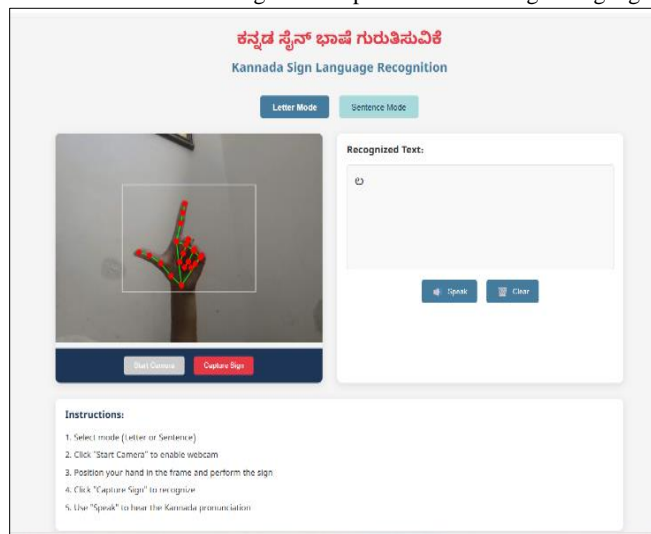 ಕನ್ನಡ ಸೈನ್ ಭಾಷೆ ಗುರುತಿಸುವಿಕೆ
Kannada Sign Language Recognition
Letter Mode
Sentence Mode
Recognized Text:
ಲ
Speak
Clear
Start Camera
Capture Sign
Instructions:
1. Select mode (Letter or Sentence)
2. Click "Start Camera" to enable webcam
3. Position your hand in the frame and perform the sign
4. Click "Capture Sign" to recognize
5. Use "Speak" to hear the Kannada pronunciation